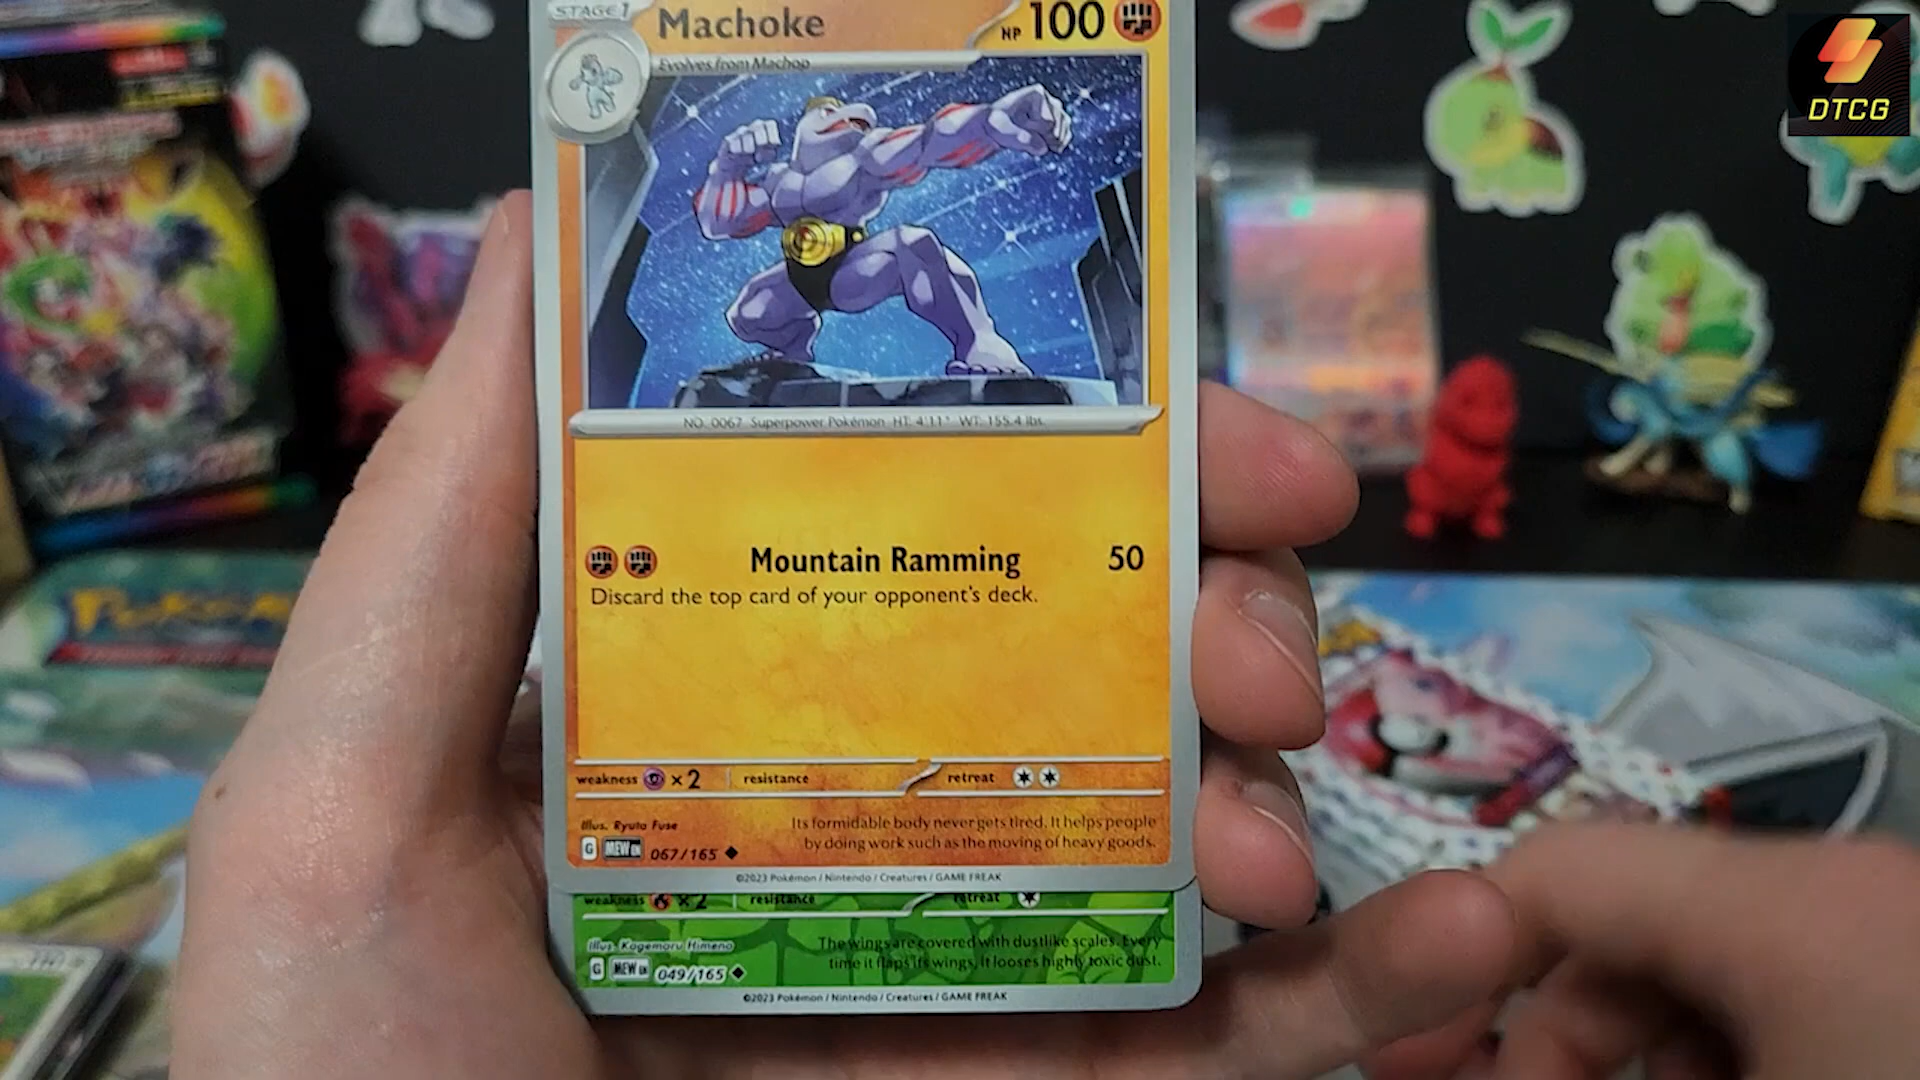 STAGE 1
Machoke
HP 100
Evolves from Machop
DTCG
NO. 0067 Superpower Pokémon HT: 4'11" WT: 155.4 lbs.
Mountain Ramming 50
Discard the top card of your opponent's deck.
weakness ×2 resistance retreat
Illus. Ryuta Fuse
Its formidable body never gets tired. It helps people
by doing work such as the moving of heavy goods.
G MEW EN 067/165
©2023 Pokémon / Nintendo / Creatures / GAME FREAK
weakness ×2 resistance retreat
Illus. Kagemaru Himeno
The wings are covered with dustlike scales. Every
time it flaps its wings, it looses highly toxic dust.
G MEW EN 049/165
©2023 Pokémon / Nintendo / Creatures / GAME FREAK
POKéMON